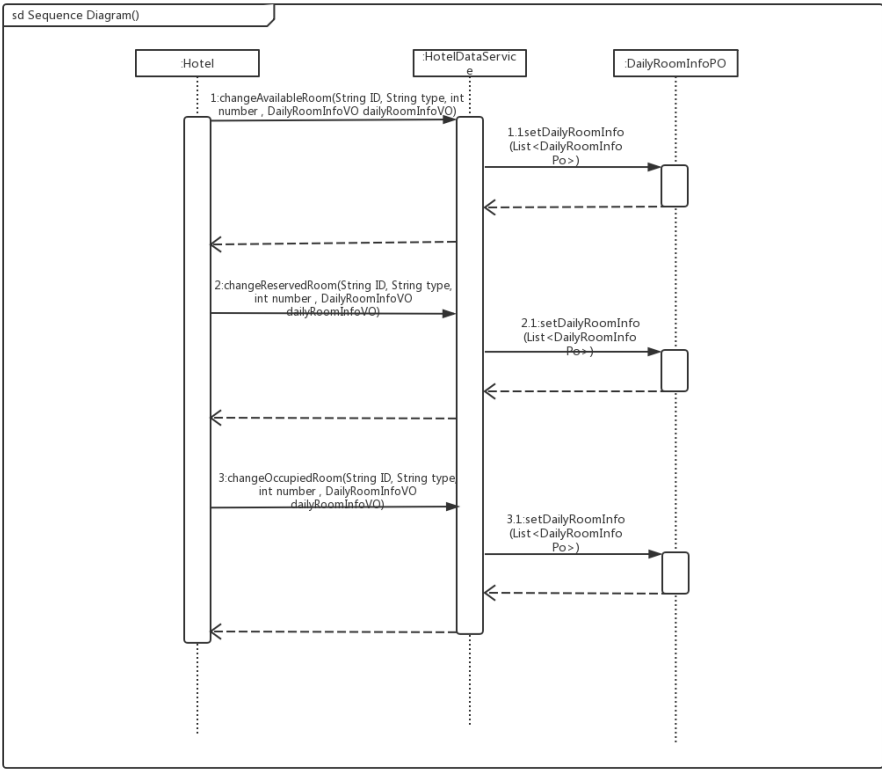 sd Sequence Diagram()
:Hotel
:HotelDataServic
e
:DailyRoomInfoPO
1:changeAvailableRoom(String ID, String type, int
number , DailyRoomInfoVO dailyRoomInfoVO)
1.1setDailyRoomInfo
(List<DailyRoomInfo
Po>)
2:changeReservedRoom(String ID, String type,
int number , DailyRoomInfoVO
dailyRoomInfoVO)
2.1:setDailyRoomInfo
(List<DailyRoomInfo
Po>)
3:changeOccupiedRoom(String ID, String type,
int number , DailyRoomInfoVO
dailyRoomInfoVO)
3.1:setDailyRoomInfo
(List<DailyRoomInfo
Po>)